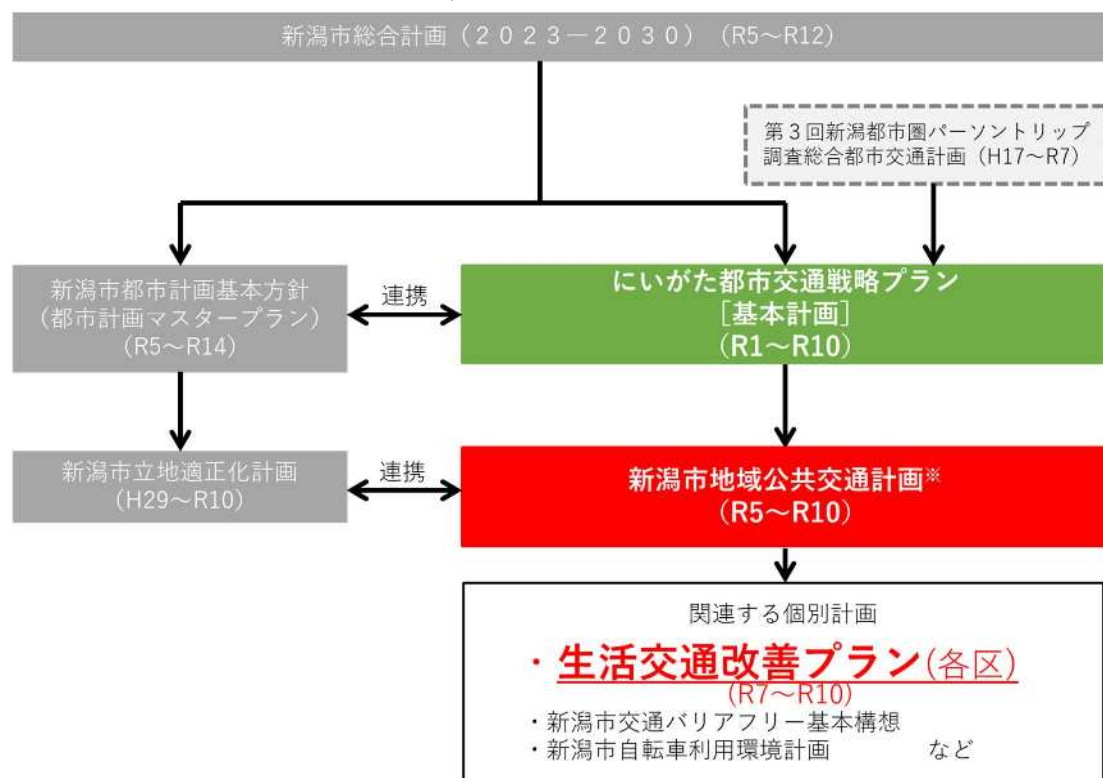 新潟市総合計画(2023-2030) (R5~R12)
第3回新潟都市圏パーソントリップ
調査総合都市交通計画(H17~R7)
新潟市都市計画基本方針
(都市計画マスタープラン)
(R5~R14)
連携
にいがた都市交通戦略プラン
[基本計画]
(R1~R10)
新潟市立地適正化計画
(H29~R10)
連携
新潟市地域公共交通計画※
(R5~R10)
関連する個別計画
・生活交通改善プラン(各区)
(R7~R10)
・新潟市交通バリアフリー基本構想
・新潟市自転車利用環境計画 など